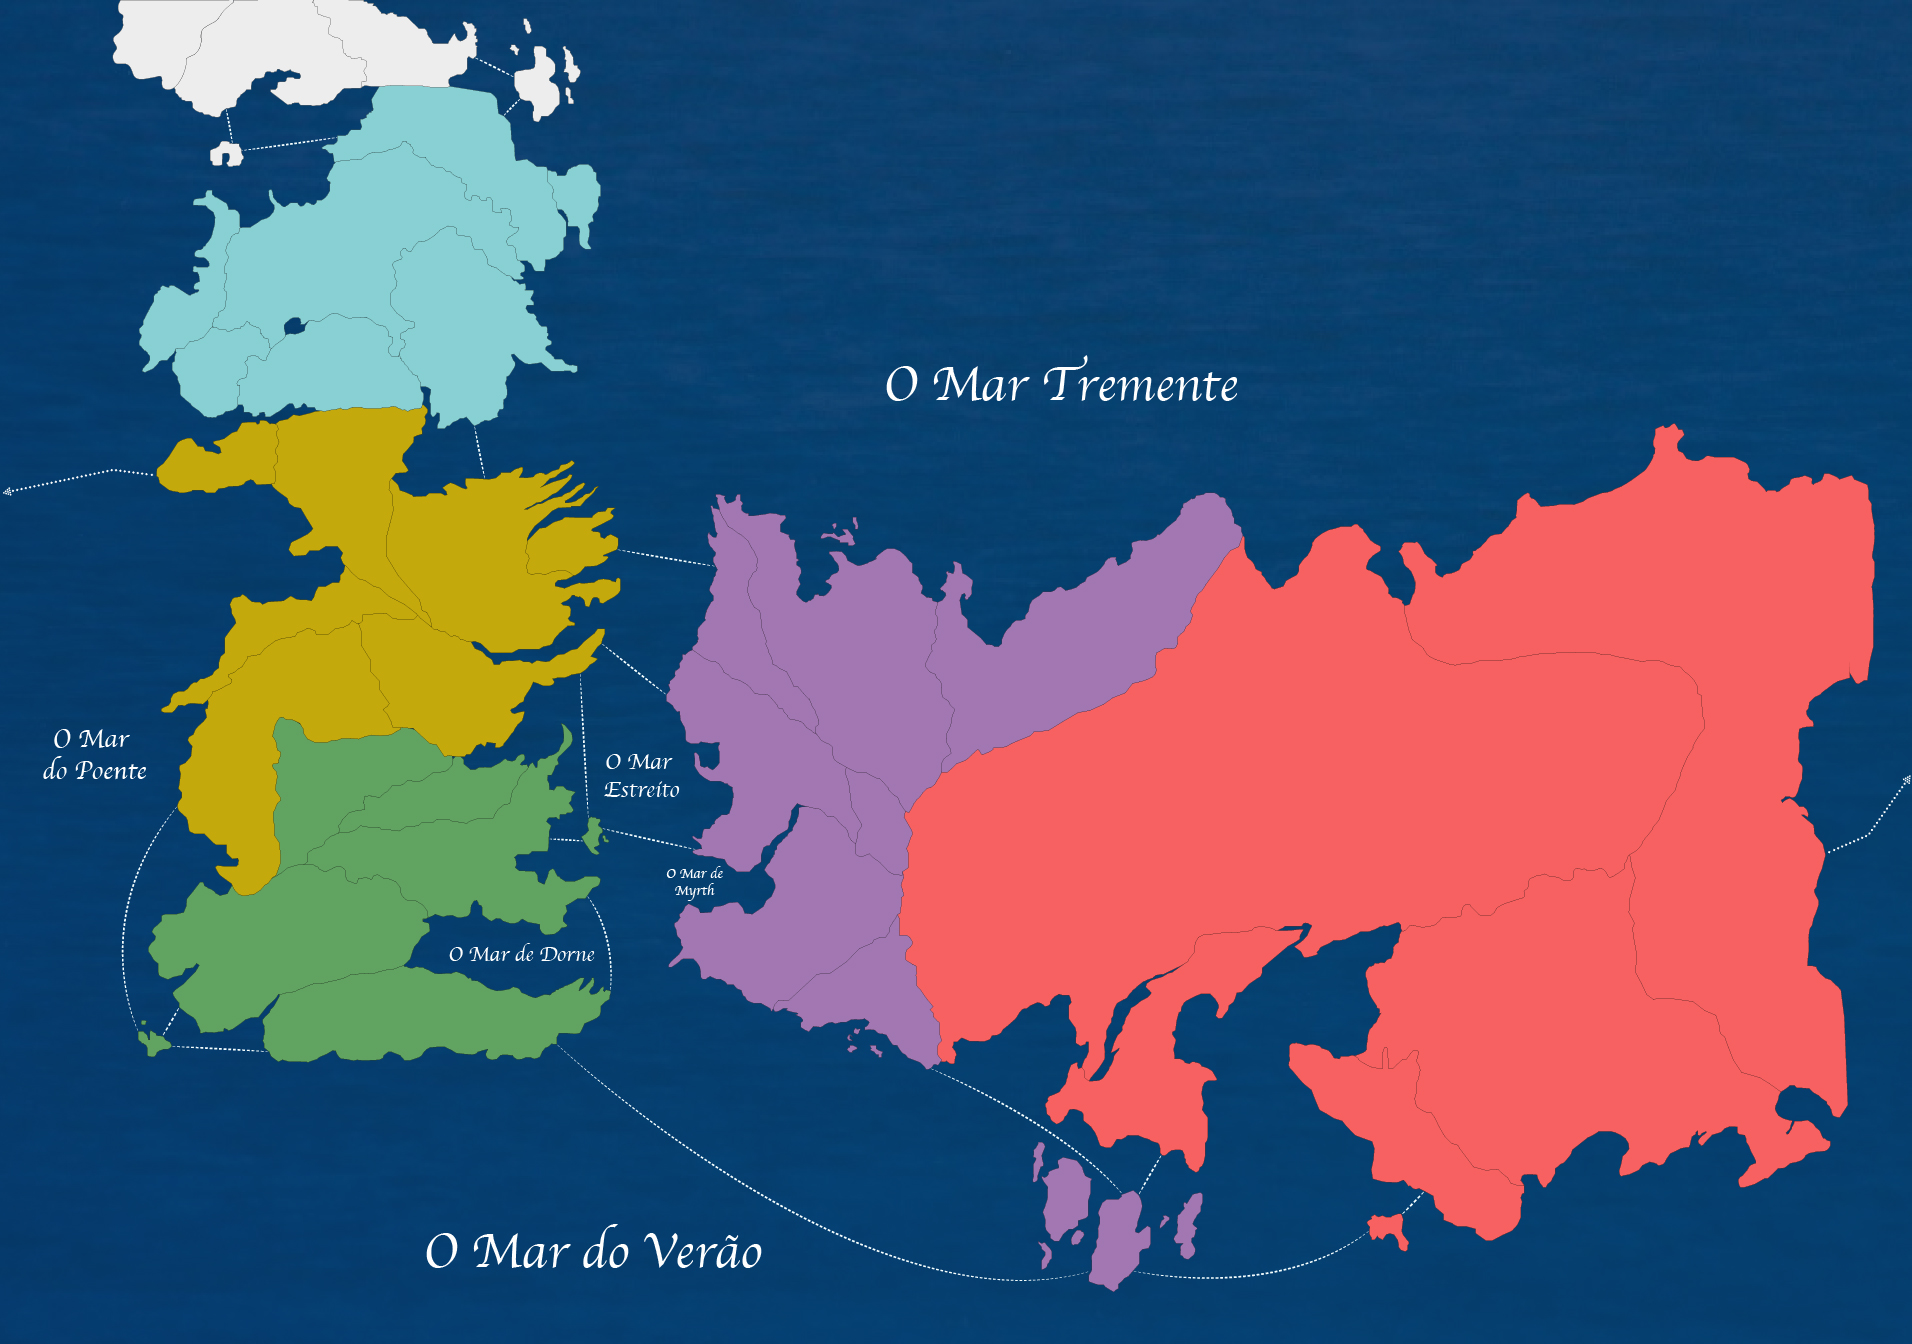 O Mar Tremente
O Mar
do Poente
O Mar
Estreito
O Mar de
Myrth
O Mar de Dorne
O Mar do Verão